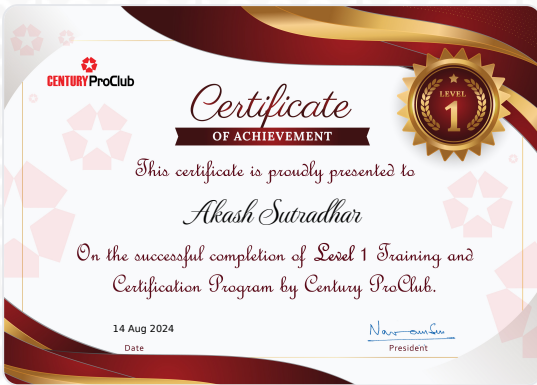 CENTURY ProClub
Certificate
OF ACHIEVEMENT
LEVEL
1
This certificate is proudly presented to
Akash Sutradhar
On the successful completion of Level 1 Training and
Certification Program by Century ProClub.
14 Aug 2024
Date
President